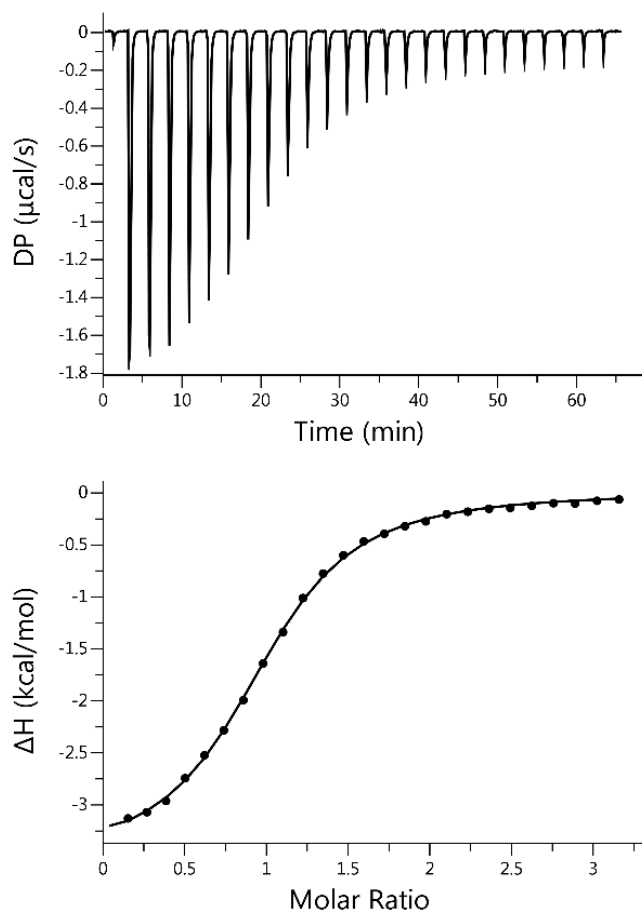 0
-0.2
-0.4
-0.6
-0.8
-1
-1.2
-1.4
-1.6
-1.8
DP (µcal/s)
0 10 20 30 40 50 60
Time (min)
0
-0.5
-1
-1.5
-2
-2.5
-3
ΔH (kcal/mol)
0 0.5 1 1.5 2 2.5 3
Molar Ratio